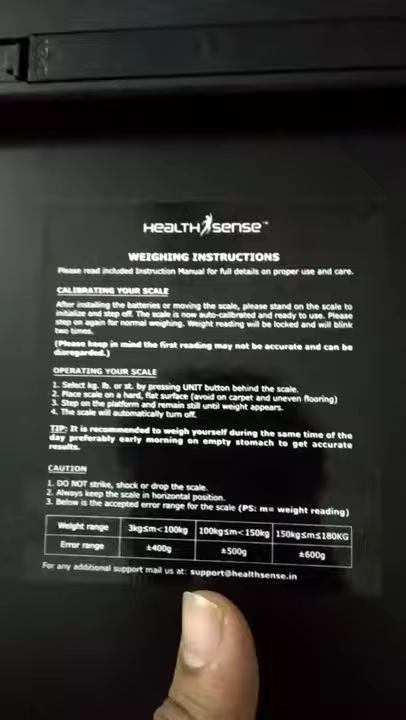 HEALTH sense™
WEIGHING INSTRUCTIONS
Please read included Instruction Manual for full details on proper use and care.
CALIBRATING YOUR SCALE
After installing the batteries or moving the scale, please stand on the scale to
initialize and step off. The scale is now auto-calibrated and ready to use. Please
step on again for normal weighing. Weight reading will be locked and will blink
two times.
(Please keep in mind the first reading may not be accurate and can be
disregarded.)
OPERATING YOUR SCALE
1. Select kg. lb. or st. by pressing UNIT button behind the scale.
2. Place scale on a hard, flat surface (avoid on carpet and uneven flooring)
3. Step on the platform and remain still until weight appears.
4. The scale will automatically turn off.
TIP: It is recommended to weigh yourself during the same time of the
day preferably early morning on empty stomach to get accurate
results.
CAUTION
1. DO NOT strike, shock or drop the scale.
2. Always keep the scale in horizontal position.
3. Below is the accepted error range for the scale (PS: m= weight reading)
Weight range 3kg≤m<100kg 100kg≤m<150kg 150kg≤m≤180KG
Error range ±400g ±500g ±600g
For any additional support mail us at: support@healthsense.in